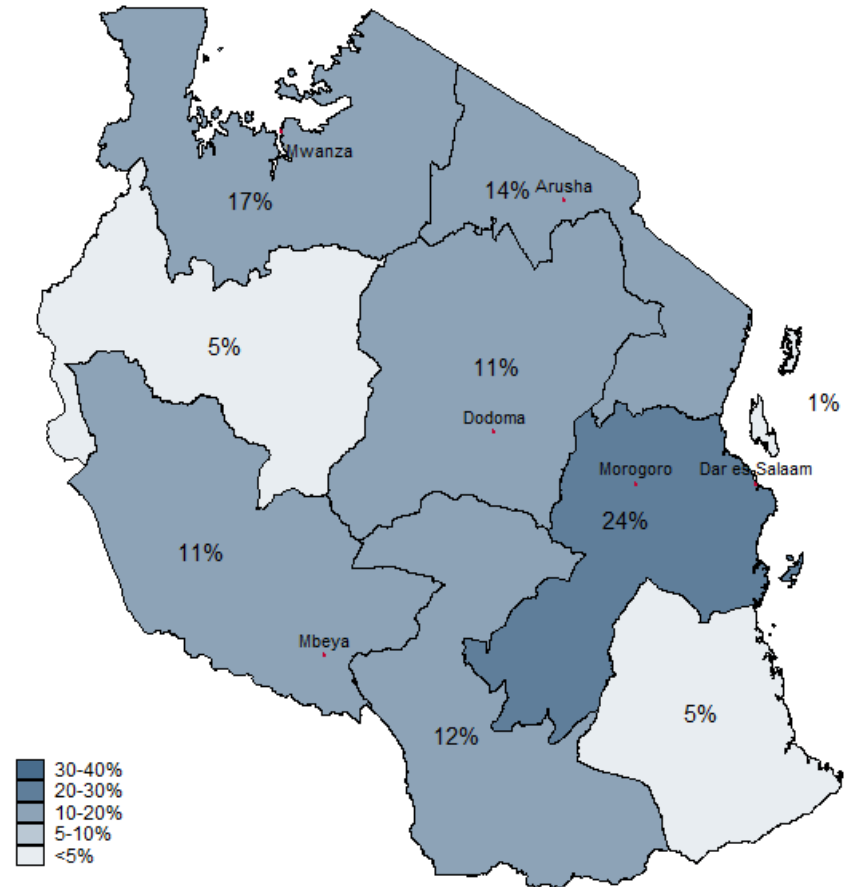 Mwanza
17%
14%
Arusha
5%
11%
1%
Dodoma
Morogoro
Dar es Salaam
24%
11%
Mbeya
5%
12%
30-40%
20-30%
10-20%
5-10%
<5%